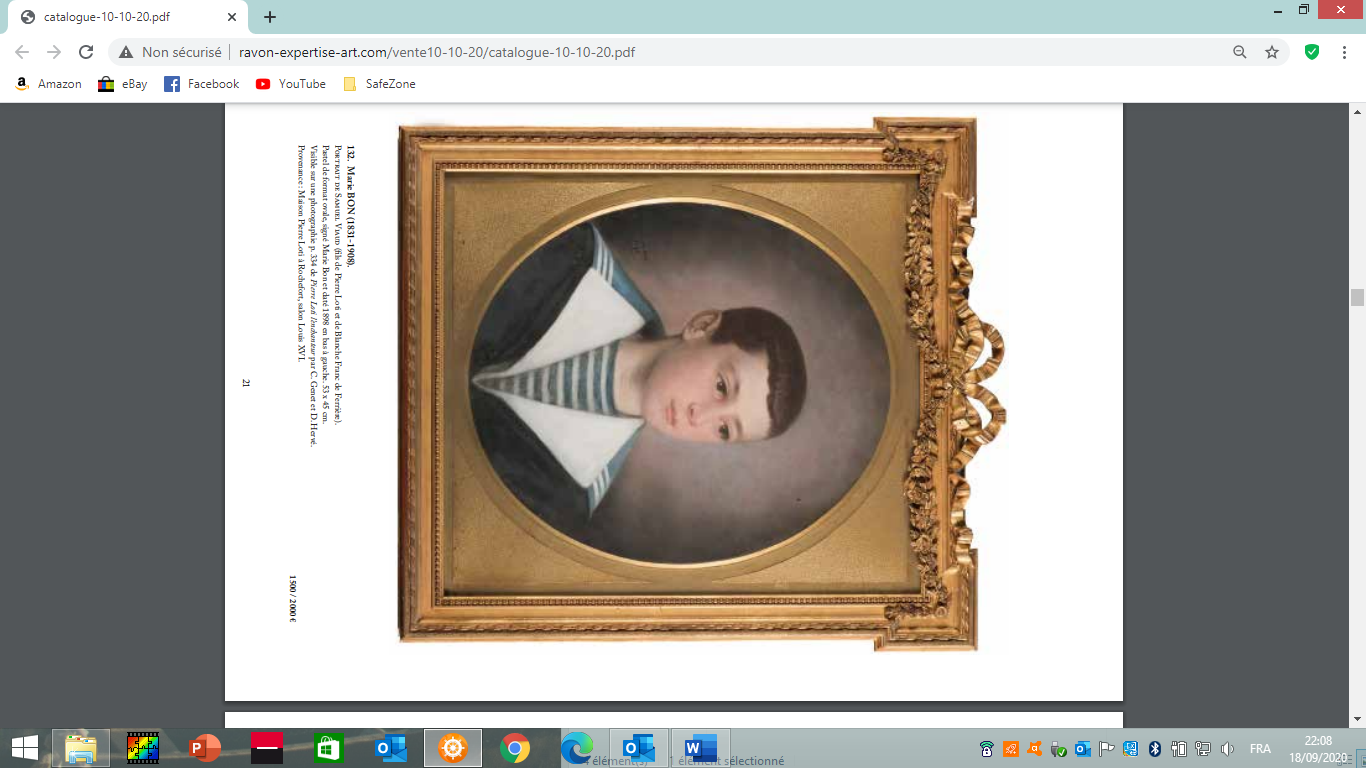 catalogue-10-10-20.pdf
Non sécurisé
ravon-expertise-art.com/vente10-10-20/catalogue-10-10-20.pdf
Amazon
eBay
Facebook
YouTube
SafeZone
132. Marie BON (1831-1908).
PORTRAIT DE SAMUEL VIAUD (fils de Pierre Loti et de Blanche Franc de Ferrière).
Pastel de format ovale, signé Marie Bon et daté 1898 en bas à gauche. 53 x 45 cm.
Visible sur une photographie p. 334 de Pierre Loti l'enchanteur par C. Genet et D.Hervé.
Provenance : Maison Pierre Loti à Rochefort, salon Louis XVI.
1500 / 2000 €
21
élément(s)
1 élément sélectionné
FRA
22:08
18/09/2020